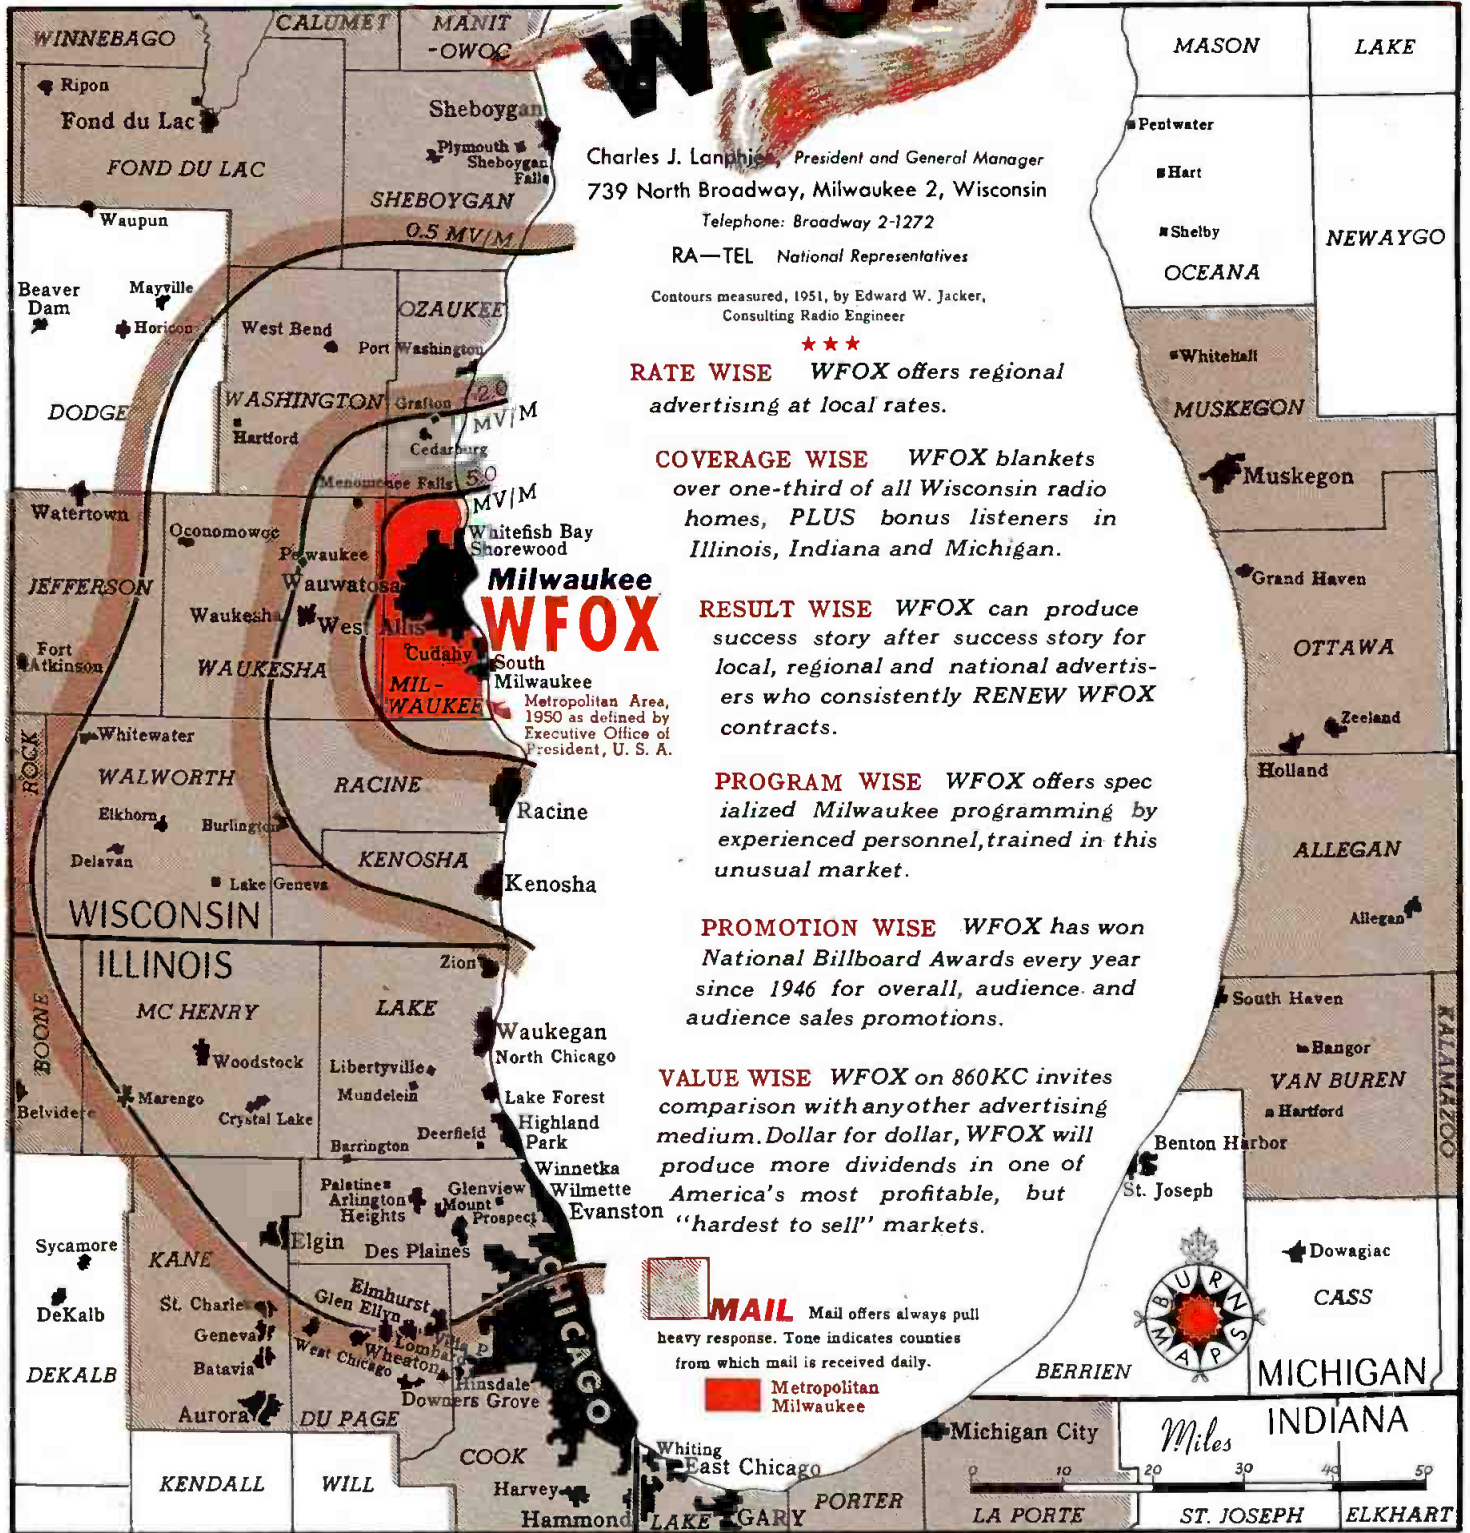 WFOX
Charles J. Lanphier, President and General Manager
739 North Broadway, Milwaukee 2, Wisconsin
Telephone: Broadway 2-1272
RA—TEL National Representatives
Contours measured, 1951, by Edward W. Jacker,
Consulting Radio Engineer
★ ★ ★
RATE WISE WFOX offers regional
advertising at local rates.
COVERAGE WISE WFOX blankets
over one-third of all Wisconsin radio
homes, PLUS bonus listeners in
Illinois, Indiana and Michigan.
RESULT WISE WFOX can produce
success story after success story for
local, regional and national advertis-
ers who consistently RENEW WFOX
contracts.
PROGRAM WISE WFOX offers spec
ialized Milwaukee programming by
experienced personnel, trained in this
unusual market.
PROMOTION WISE WFOX has won
National Billboard Awards every year
since 1946 for overall, audience and
audience sales promotions.
VALUE WISE WFOX on 860KC invites
comparison with any other advertising
medium. Dollar for dollar, WFOX will
produce more dividends in one of
America's most profitable, but
"hardest to sell" markets.
MAIL Mail offers always pull
heavy response. Tone indicates counties
from which mail is received daily.
Metropolitan
Milwaukee
WINNEBAGO
CALUMET
MANIT
-OWOC
Ripon
Fond du Lac
FOND DU LAC
Sheboygan
Plymouth
Sheboygan
Falls
SHEBOYGAN
0.5 MV/M
Waupun
Beaver
Dam
Mayville
Horicon
DODGE
West Bend
OZAUKEE
Port Washington
WASHINGTON
Grafton
2.0
MV/M
Hartford
Cedarburg
Menomonee Falls
5.0
MV/M
Watertown
Oconomowoc
Pewaukee
Whitefish Bay
Shorewood
JEFFERSON
Wauwatosa
Milwaukee
WFOX
Waukesha
West Allis
Fort
Atkinson
WAUKESHA
Cudahy
South
Milwaukee
MIL-
WAUKEE
Metropolitan Area,
1950 as defined by
Executive Office of
President, U. S. A.
ROCK
Whitewater
WALWORTH
RACINE
Racine
Elkhorn
Burlington
Delavan
KENOSHA
Lake Geneva
Kenosha
WISCONSIN
ILLINOIS
Zion
BOONE
MC HENRY
LAKE
Waukegan
North Chicago
Woodstock
Libertyville
Mundelein
Belvidere
Marengo
Crystal Lake
Lake Forest
Highland
Park
Deerfield
Barrington
Winnetka
Palatine
Arlington
Heights
Glenview
Mount
Prospect
Wilmette
Evanston
Elgin
Des Plaines
Sycamore
KANE
DeKalb
St. Charle
Geneva
Batavia
Elmhurst
Glen Ellyn
Villa P
Lombard
Wheaton
West Chicago
Hinsdale
Downers Grove
CHICAGO
DEKALB
Aurora
DU PAGE
COOK
KENDALL
WILL
Harvey
Hammond
Whiting
East Chicago
LAKE
GARY
PORTER
MASON
LAKE
Pentwater
Hart
Shelby
OCEANA
NEWAYGO
Whitehall
MUSKEGON
Muskegon
Grand Haven
OTTAWA
Zeeland
Holland
ALLEGAN
Allegan
South Haven
Bangor
VAN BUREN
KALAMAZOO
Hartford
Benton Harbor
St. Joseph
Dowagiac
CASS
BURNS
MAPS
BERRIEN
MICHIGAN
INDIANA
Michigan City
Miles
0 10 20 30 40 50
LA PORTE
ST. JOSEPH
ELKHART